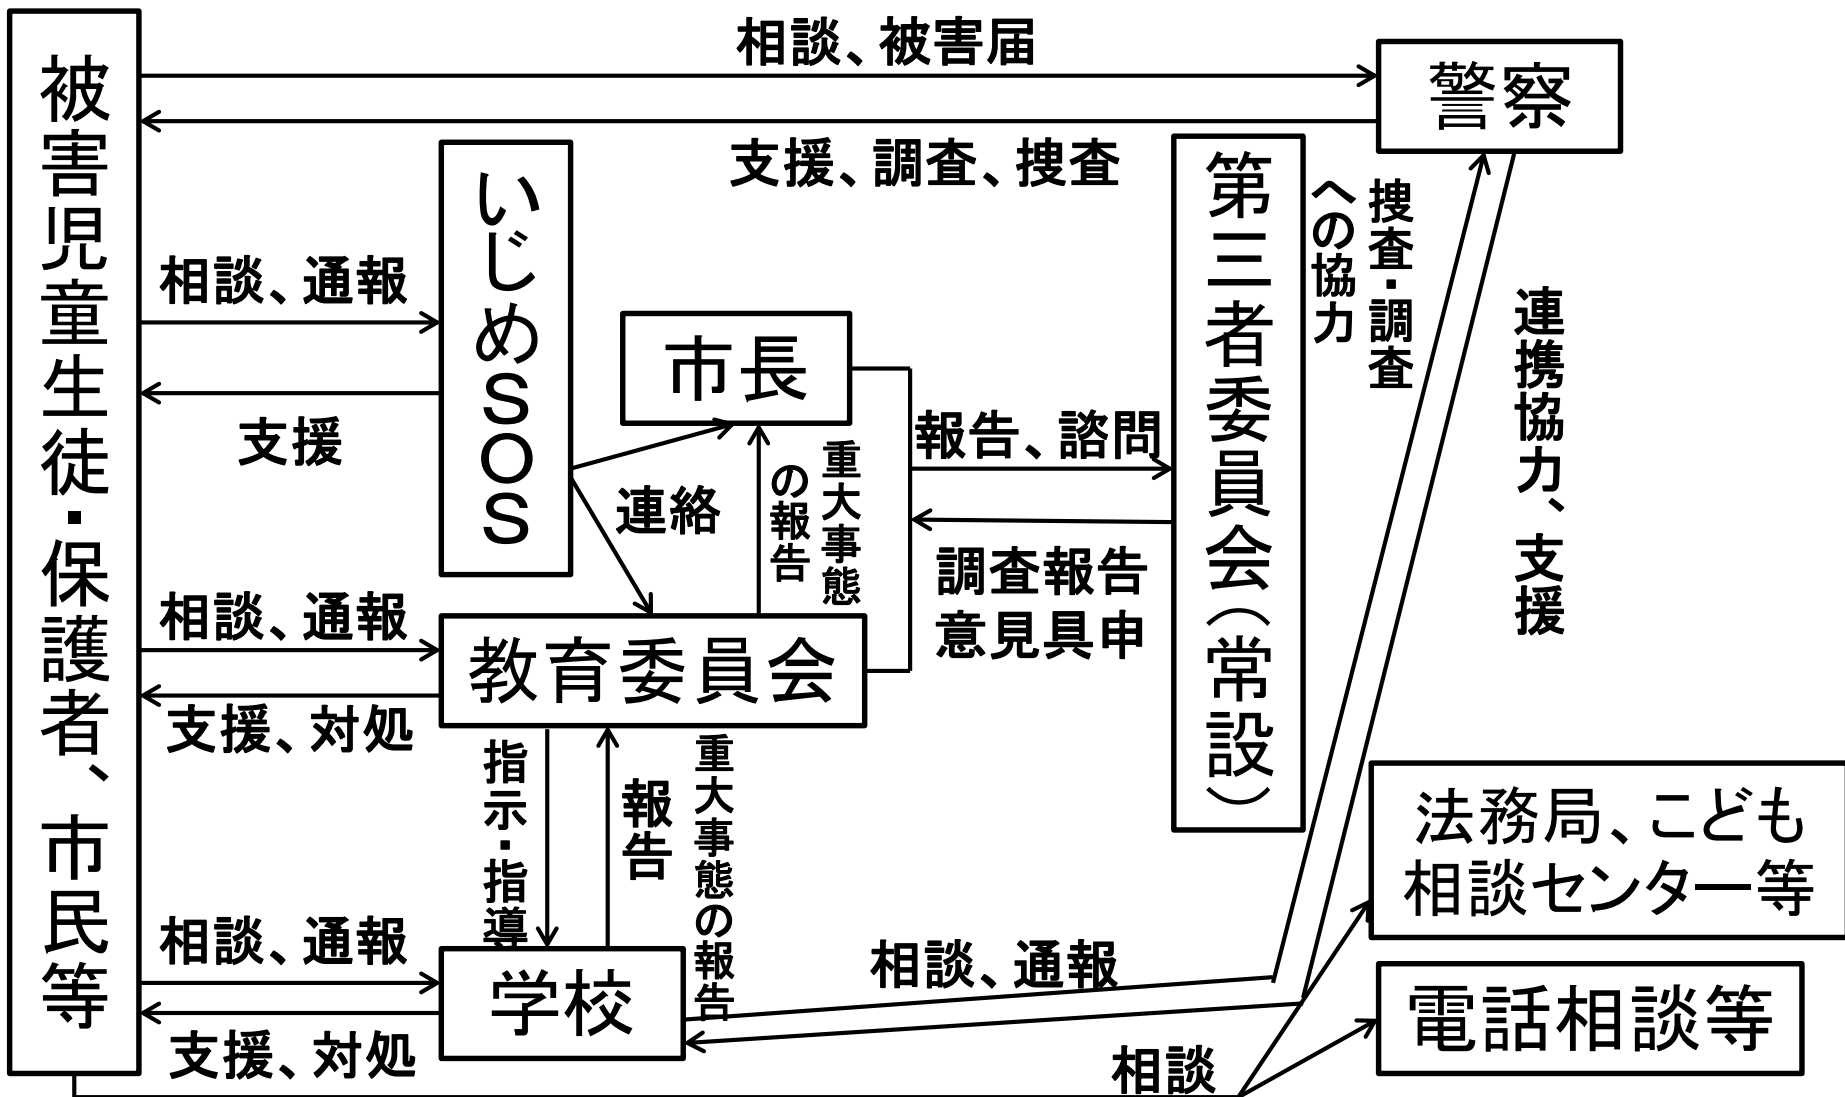 相談、被害届
警察
支援、調査、捜査
被害児童生徒・保護者、市民等
いじめSOS
第三者委員会（常設）
捜査・調査
への協力
連携協力、支援
相談、通報
支援
市長
報告、諮問
連絡
重大事態
の報告
調査報告
意見具申
相談、通報
教育委員会
支援、対処
指示・指導
報告
重大事態の報告
法務局、こども
相談センター等
相談、通報
学校
相談、通報
電話相談等
支援、対処
相談